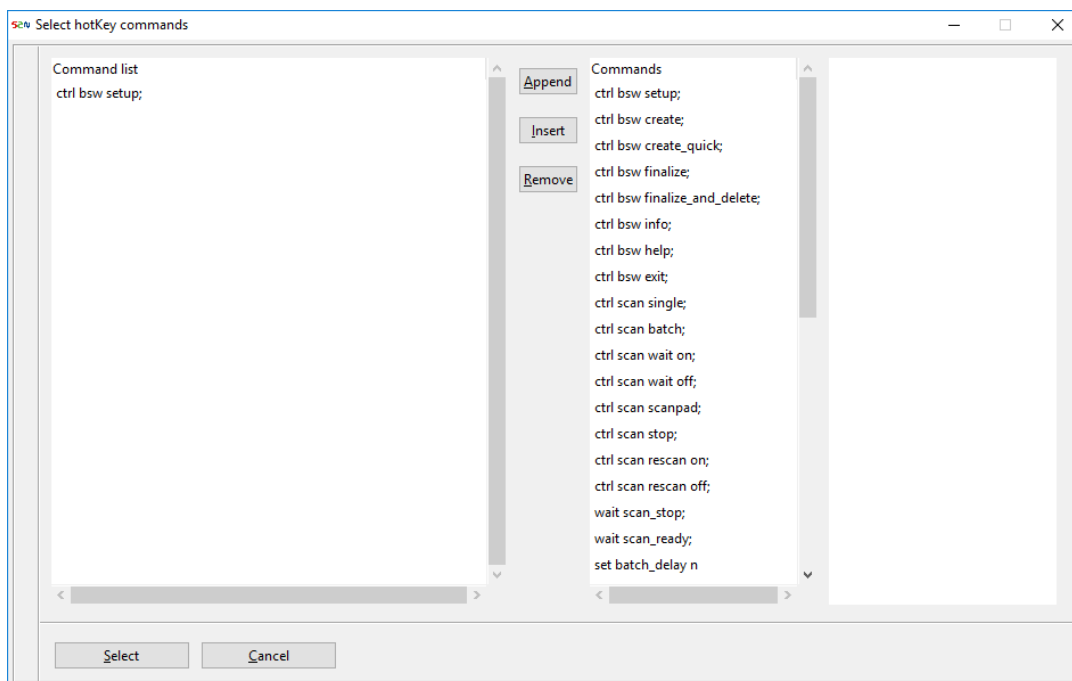 Select hotKey commands
Command list
ctrl bsw setup;
Append
Insert
Remove
Commands
ctrl bsw setup;
ctrl bsw create;
ctrl bsw create_quick;
ctrl bsw finalize;
ctrl bsw finalize_and_delete;
ctrl bsw info;
ctrl bsw help;
ctrl bsw exit;
ctrl scan single;
ctrl scan batch;
ctrl scan wait on;
ctrl scan wait off;
ctrl scan scanpad;
ctrl scan stop;
ctrl scan rescan on;
ctrl scan rescan off;
wait scan_stop;
wait scan_ready;
set batch_delay n
Select
Cancel